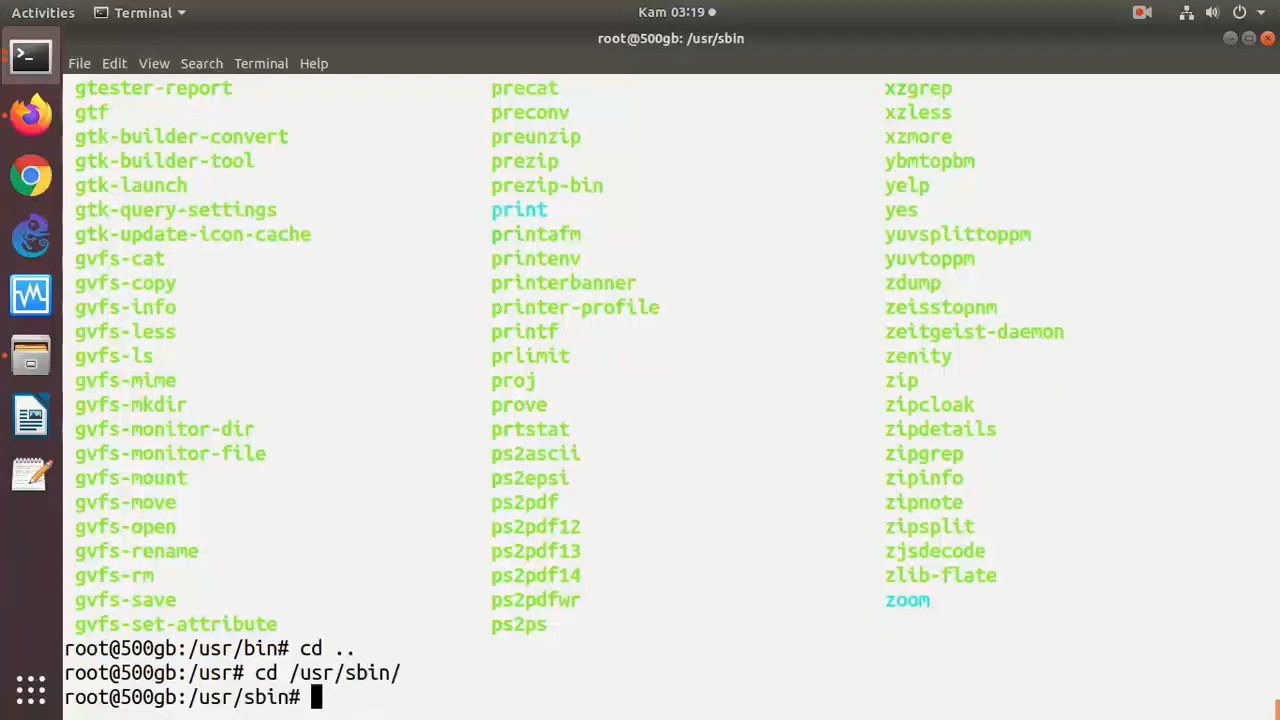 Activities Terminal Kam 03:19
root@500gb: /usr/sbin
File Edit View Search Terminal Help
gtester-report precat xzgrep
gtf preconv xzless
gtk-builder-convert preunzip xzmore
gtk-builder-tool prezip ybmtopbm
gtk-launch prezip-bin yelp
gtk-query-settings print yes
gtk-update-icon-cache printafm yuvsplittoppm
gvfs-cat printenv yuvtoppm
gvfs-copy printerbanner zdump
gvfs-info printer-profile zeisstopnm
gvfs-less printf zeitgeist-daemon
gvfs-ls prlimit zenity
gvfs-mime proj zip
gvfs-mkdir prove zipcloak
gvfs-monitor-dir prtstat zipdetails
gvfs-monitor-file ps2ascii zipgrep
gvfs-mount ps2epsi zipinfo
gvfs-move ps2pdf zipnote
gvfs-open ps2pdf12 zipsplit
gvfs-rename ps2pdf13 zjsdecode
gvfs-rm ps2pdf14 zlib-flate
gvfs-save ps2pdfwr zoom
gvfs-set-attribute ps2ps
root@500gb:/usr/bin# cd ..
root@500gb:/usr# cd /usr/sbin/
root@500gb:/usr/sbin#